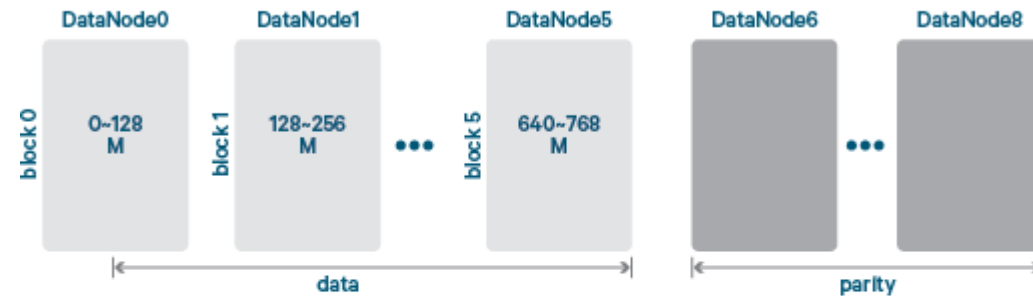 DataNode0
DataNode1
DataNode5
DataNode6
DataNode8
block 0
0~128
M
block 1
128~256
M
•••
block 5
640~768
M
•••
data
parity